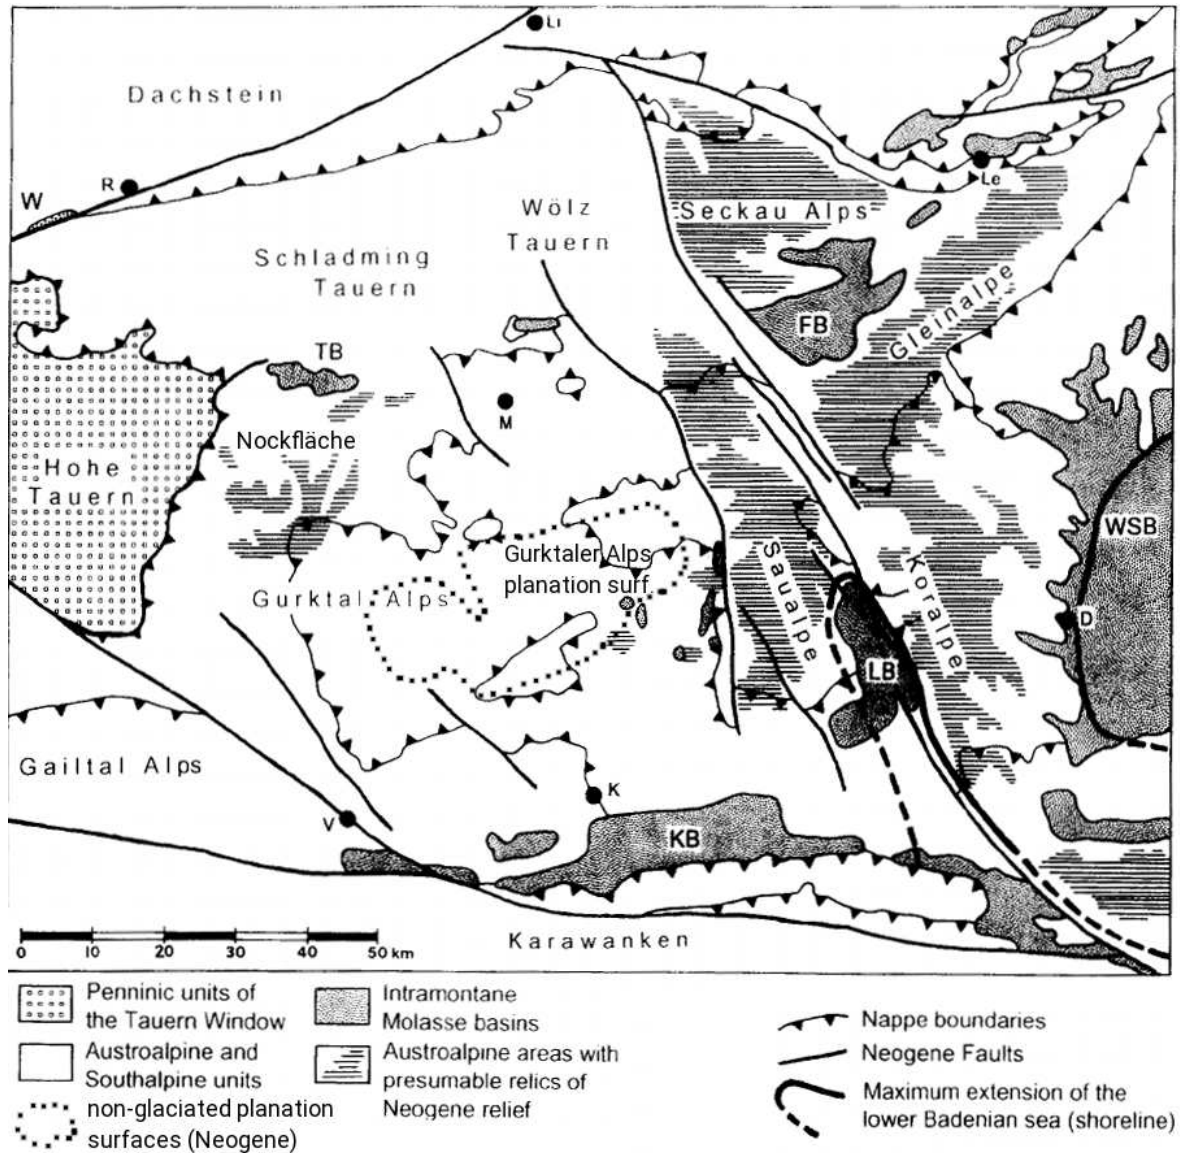 Li
Dachstein
R
W
Le
Wölz
Tauern
Seckau Alps
Schladming
Tauern
FB
Gleinalpe
TB
M
Nockfläche
Hohe
Tauern
WSB
Gurktaler Alps
planation surf.
Saualpe
Koralpe
Gurktal Alps
D
LB
Gailtal Alps
K
V
KB
Karawanken
0 10 20 30 40 50 km
Penninic units of
the Tauern Window
Austroalpine and
Southalpine units
non-glaciated planation
surfaces (Neogene)
Intramontane
Molasse basins
Austroalpine areas with
presumable relics of
Neogene relief
Nappe boundaries
Neogene Faults
Maximum extension of the
lower Badenian sea (shoreline)